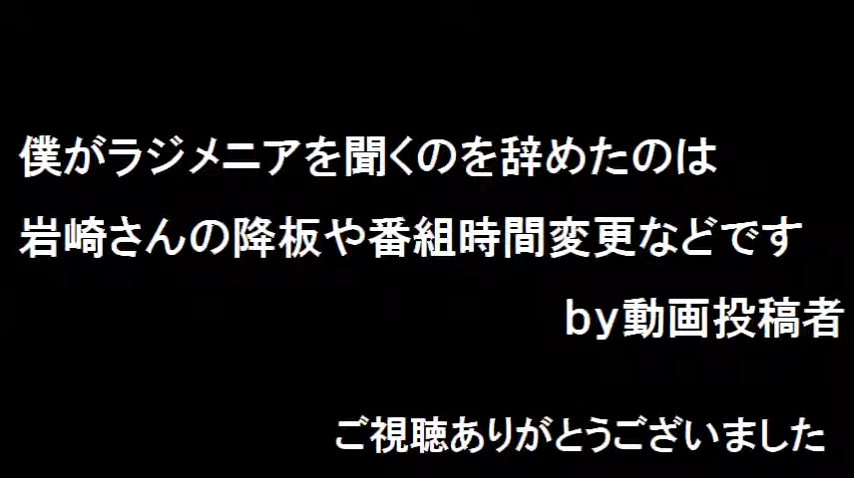 僕がラジメニアを聞くのを辞めたのは
岩崎さんの降板や番組時間変更などです
by動画投稿者
ご視聴ありがとうございました